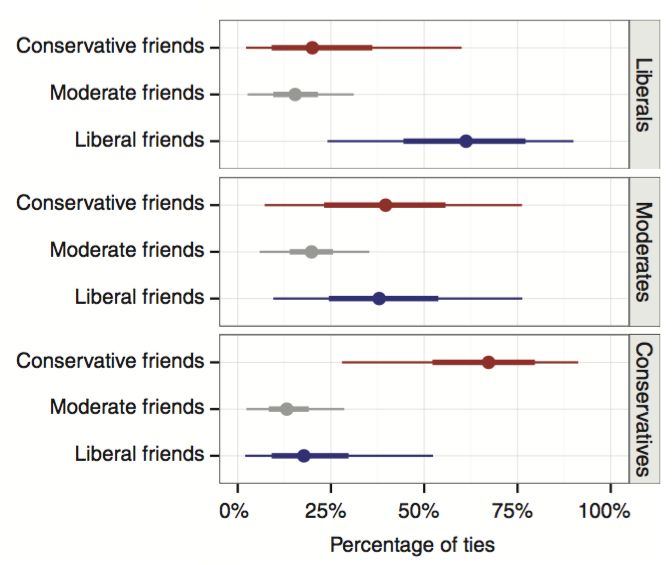 Conservative friends
Moderate friends
Liberal friends
Liberals
Conservative friends
Moderate friends
Liberal friends
Moderates
Conservative friends
Moderate friends
Liberal friends
Conservatives
0% 25% 50% 75% 100%
Percentage of ties